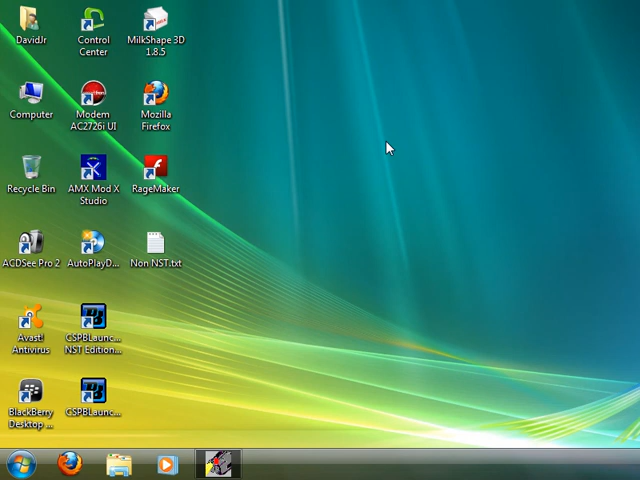 DavidJr
Control
Center
MilkShape 3D
1.8.5
Computer
Modem
AC2726i UI
Mozilla
Firefox
Recycle Bin
AMX Mod X
Studio
RageMaker
ACDSee Pro 2
AutoPlayD...
Non NST.txt
Avast!
Antivirus
CSPBLaunc...
NST Edition...
BlackBerry
Desktop ...
CSPBLaunc...